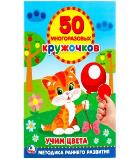 50
МНОГОРАЗОВЫХ
кружочков
УЧИМ ЦВЕТА
МЕТОДИКА РАННЕГО РАЗВИТИЯ